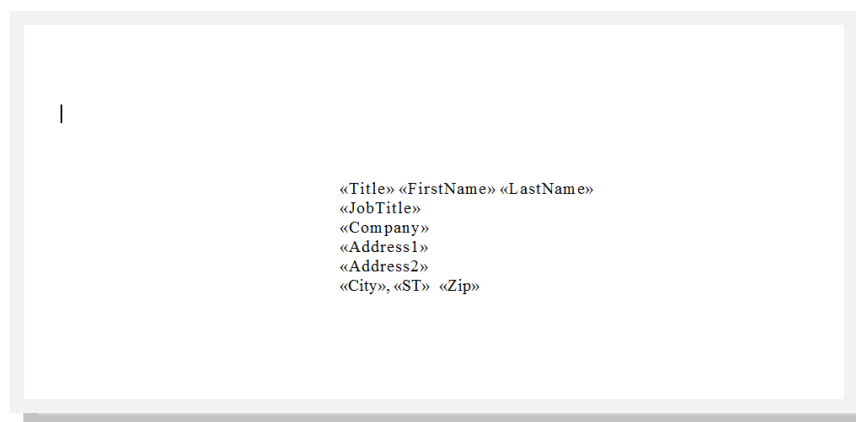 «Title» «FirstName» «LastName»
«JobTitle»
«Company»
«Address1»
«Address2»
«City», «ST»  «Zip»